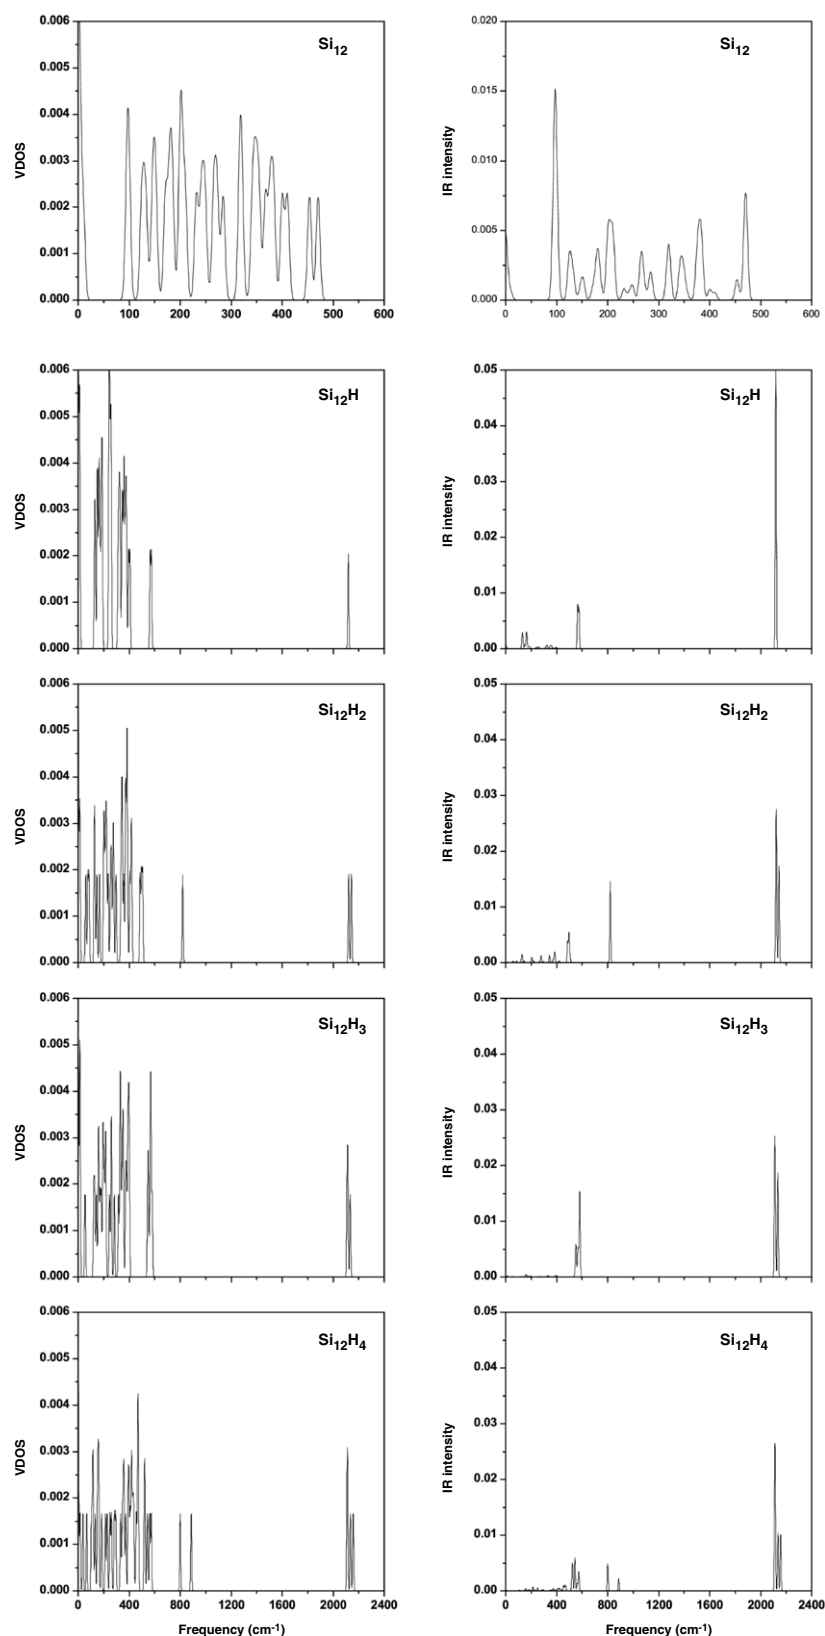 Si12
VDOS
0.006
0.005
0.004
0.003
0.002
0.001
0.000
0 100 200 300 400 500 600
Si12
IR intensity
0.020
0.015
0.010
0.005
0.000
0 100 200 300 400 500 600
Si12H
VDOS
0.006
0.005
0.004
0.003
0.002
0.001
0.000
Si12H
IR intensity
0.05
0.04
0.03
0.02
0.01
0.00
Si12H2
VDOS
0.006
0.005
0.004
0.003
0.002
0.001
0.000
Si12H2
IR intensity
0.05
0.04
0.03
0.02
0.01
0.00
Si12H3
VDOS
0.006
0.005
0.004
0.003
0.002
0.001
0.000
Si12H3
IR intensity
0.05
0.04
0.03
0.02
0.01
0.00
Si12H4
VDOS
0.006
0.005
0.004
0.003
0.002
0.001
0.000
0 400 800 1200 1600 2000 2400
Frequency (cm-1)
Si12H4
IR intensity
0.05
0.04
0.03
0.02
0.01
0.00
0 400 800 1200 1600 2000 2400
Frequency (cm-1)